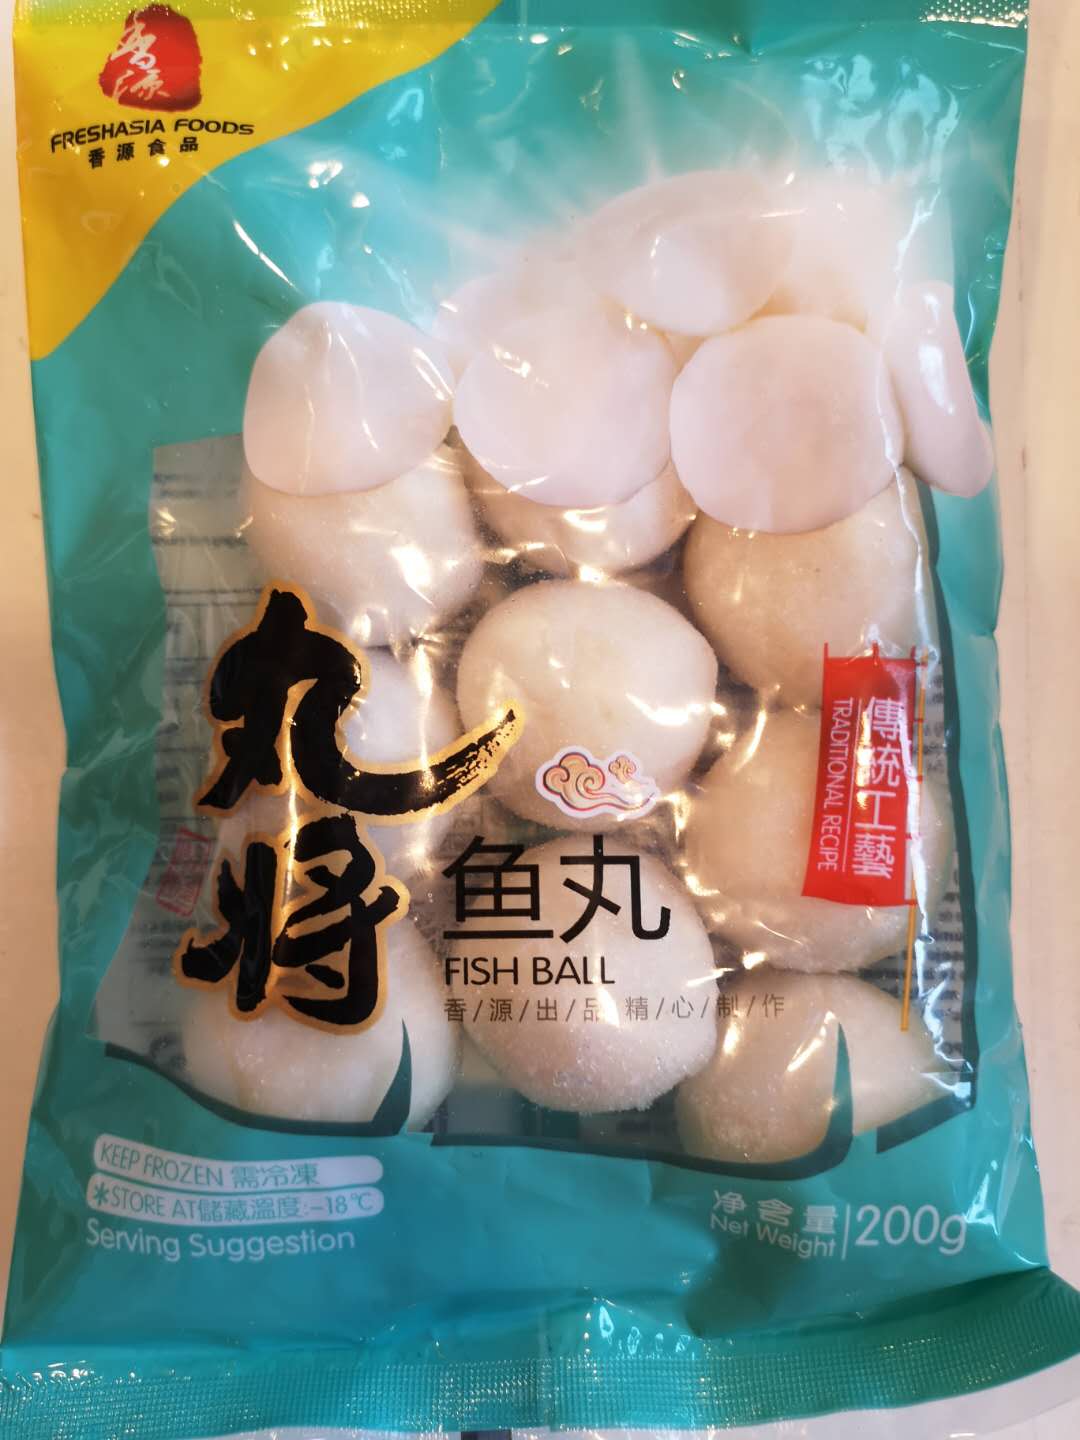 香源
FRESHASIA FOODS
香源食品
丸将
傳統工藝
TRADITIONAL RECIPE
鱼丸
FISH BALL
香/源/出/品 精/心/制/作
KEEP FROZEN 需冷凍
*STORE AT儲藏溫度:-18℃
Serving Suggestion
净含量
Net Weight
200g